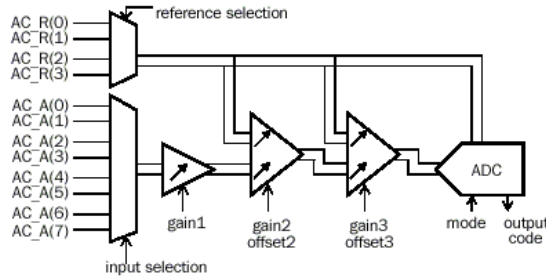 reference selection
AC_R(0)
AC_R(1)
AC_R(2)
AC_R(3)
AC_A(0)
AC_A(1)
AC_A(2)
AC_A(3)
AC_A(4)
AC_A(5)
AC_A(6)
AC_A(7)
ADC
gain1
gain2
offset2
gain3
offset3
mode
output
code
input selection